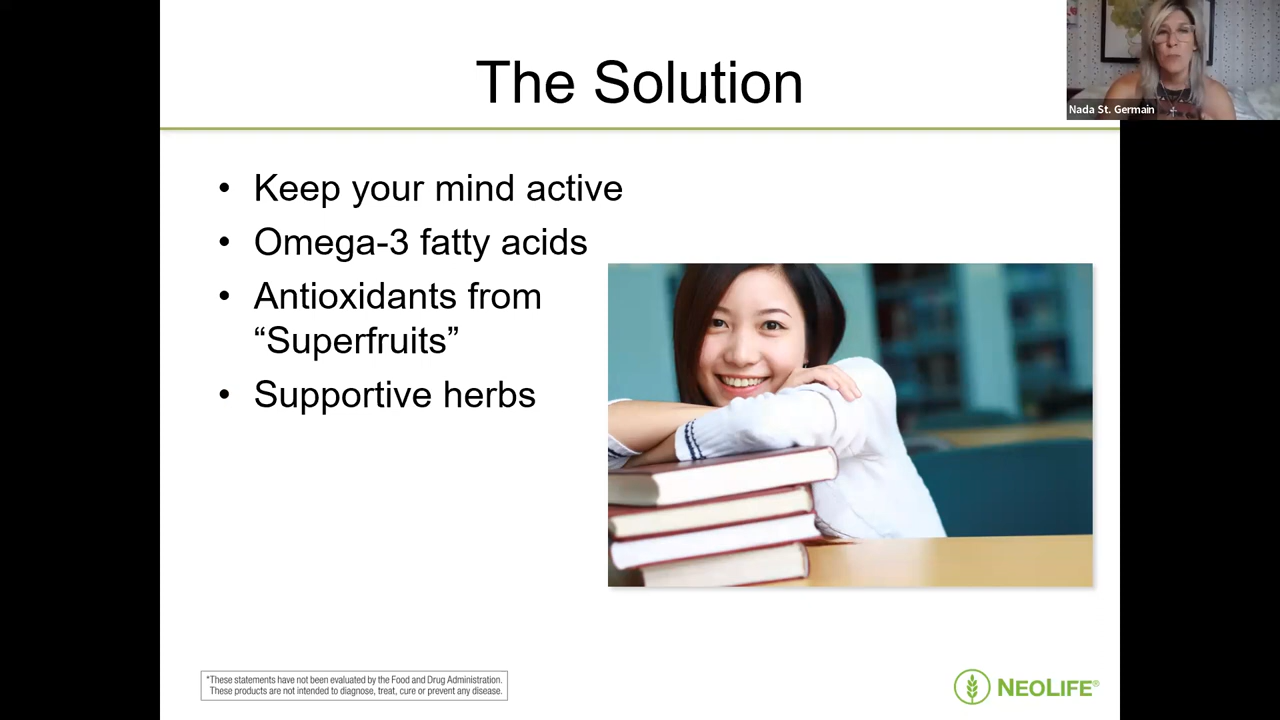 The Solution
Nada St. Germain
• Keep your mind active
• Omega-3 fatty acids
• Antioxidants from
“Superfruits”
• Supportive herbs
*These statements have not been evaluated by the Food and Drug Administration.
These products are not intended to diagnose, treat, cure or prevent any disease.
NEOLIFE®